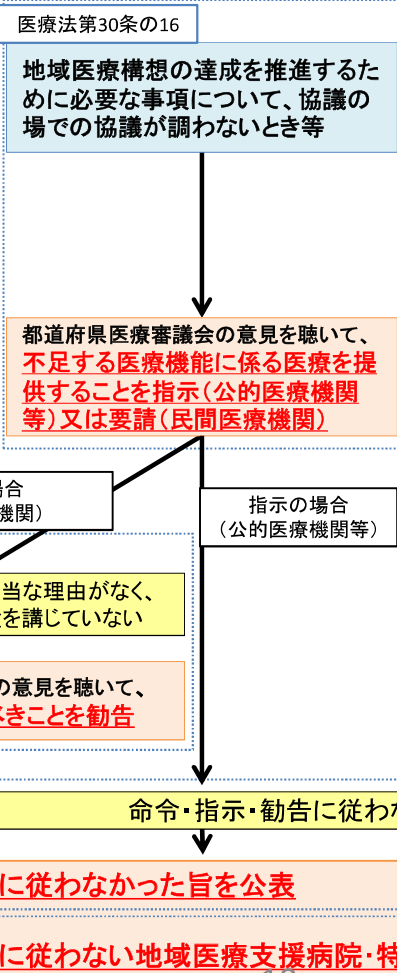 医療法第30条の16
地域医療構想の達成を推進するた
めに必要な事項について、協議の
場での協議が調わないとき等
都道府県医療審議会の意見を聴いて、
不足する医療機能に係る医療を提
供することを指示(公的医療機関
等)又は要請(民間医療機関)
場合
機関)
指示の場合
(公的医療機関等)
当な理由がなく、
を講じていない
の意見を聴いて、
べきことを勧告
命令・指示・勧告に従わな
に従わなかった旨を公表
に従わない地域医療支援病院・特